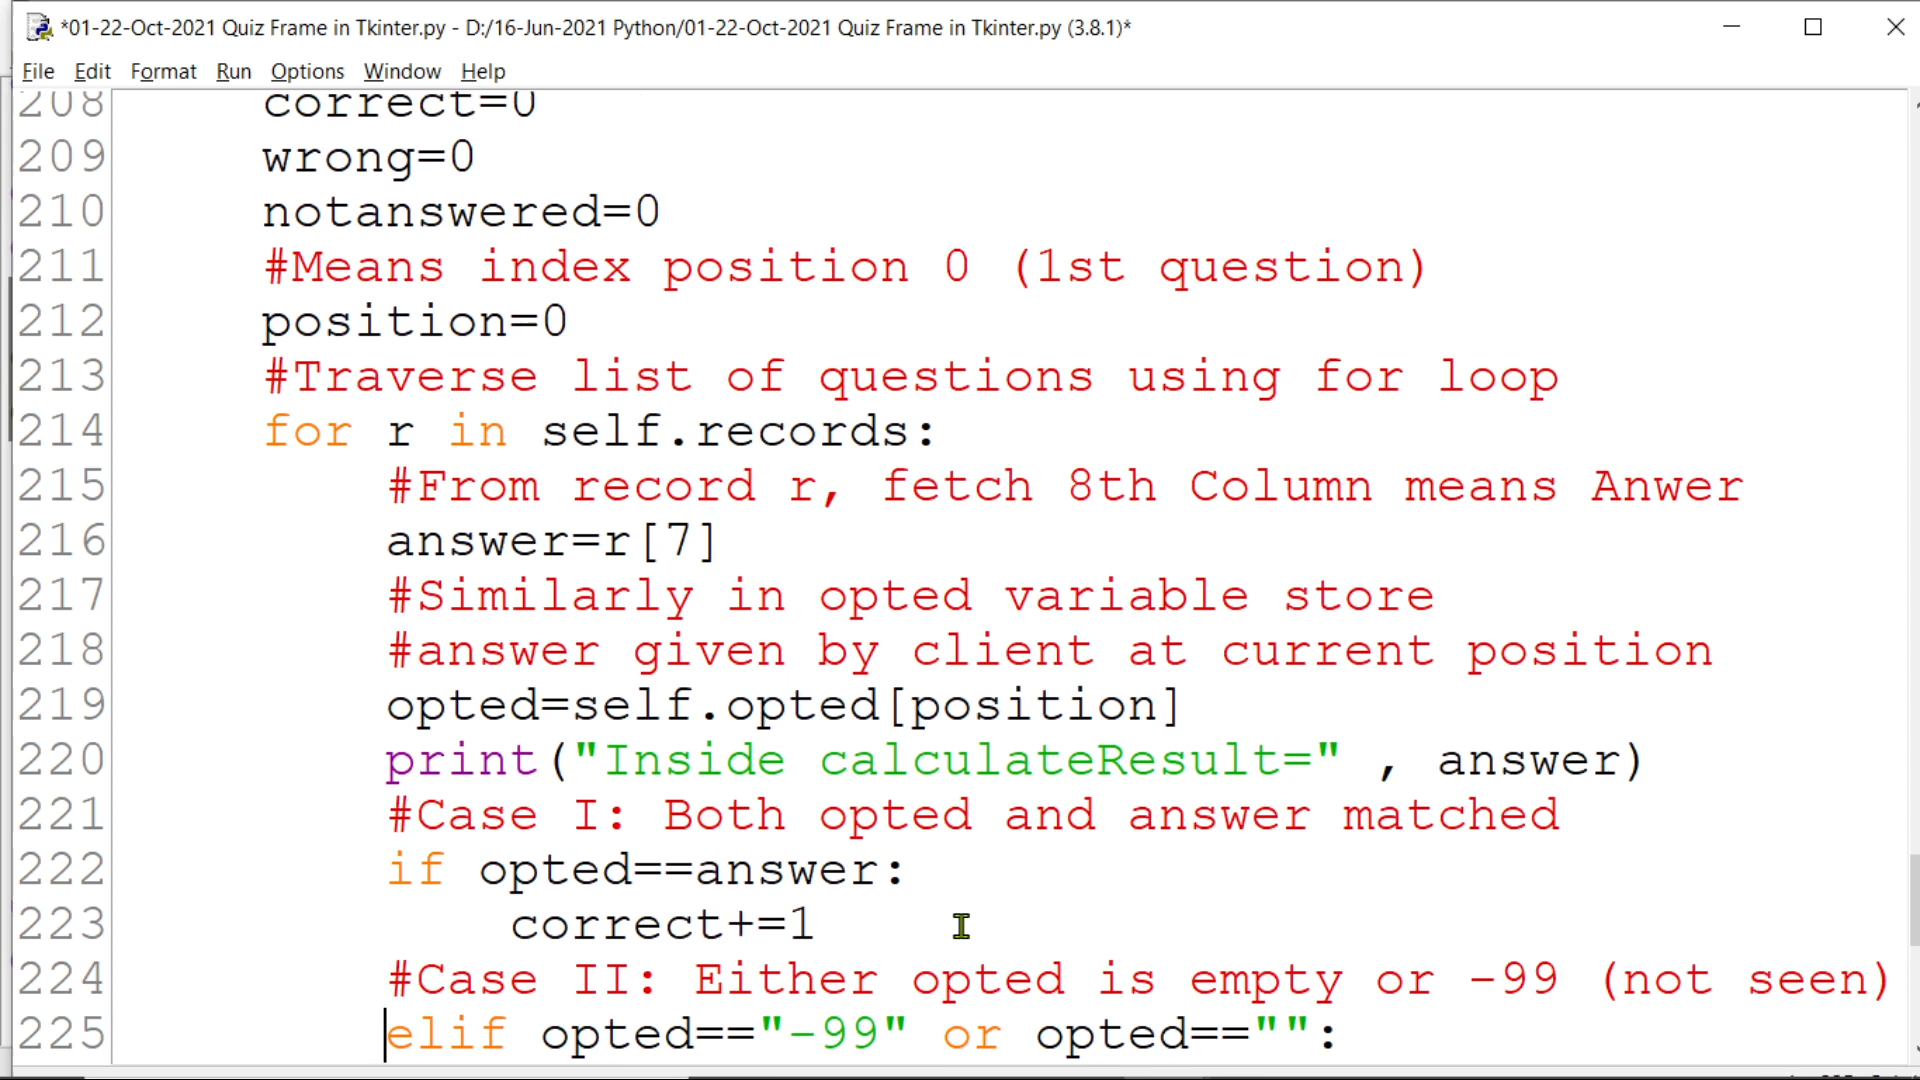 *01-22-Oct-2021 Quiz Frame in Tkinter.py - D:/16-Jun-2021 Python/01-22-Oct-2021 Quiz Frame in Tkinter.py (3.8.1)*
File Edit Format Run Options Window Help
208 correct=0
209 wrong=0
210 notanswered=0
211 #Means index position 0 (1st question)
212 position=0
213 #Traverse list of questions using for loop
214 for r in self.records:
215 #From record r, fetch 8th Column means Anwer
216 answer=r[7]
217 #Similarly in opted variable store
218 #answer given by client at current position
219 opted=self.opted[position]
220 print("Inside calculateResult=" , answer)
221 #Case I: Both opted and answer matched
222 if opted==answer:
223 correct+=1
224 #Case II: Either opted is empty or -99 (not seen)
225 elif opted=="-99" or opted=="":